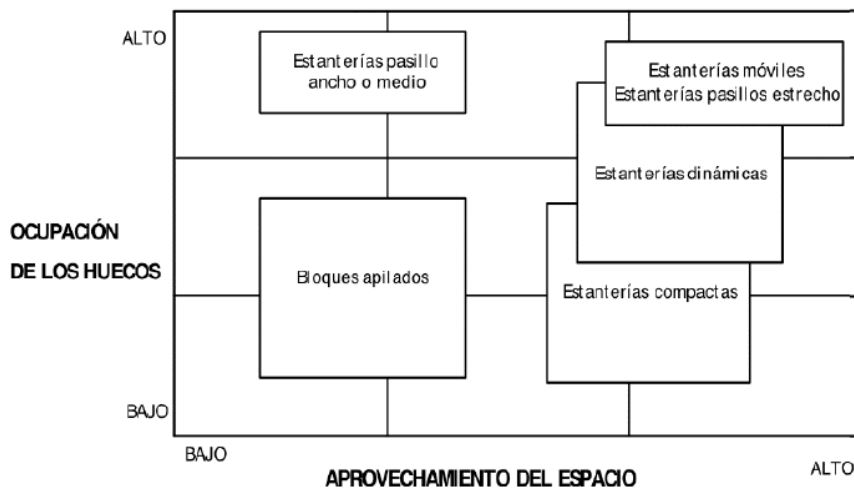 ALTO
Estanterías pasillo
ancho o medio
Estanterías móviles
Estanterías pasillos estrecho
Estanterías dinámicas
OCUPACIÓN
DE LOS HUECOS
Bloques apilados
Estanterías compactas
BAJO
BAJO
ALTO
APROVECHAMIENTO DEL ESPACIO